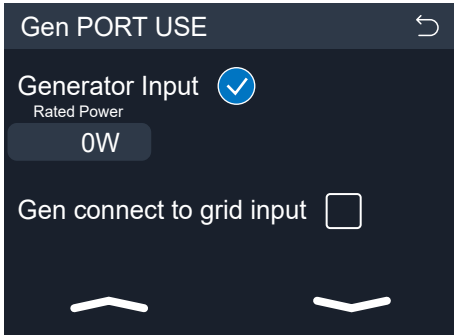 Gen PORT USE
Generator Input
Rated Power
0W
Gen connect to grid input